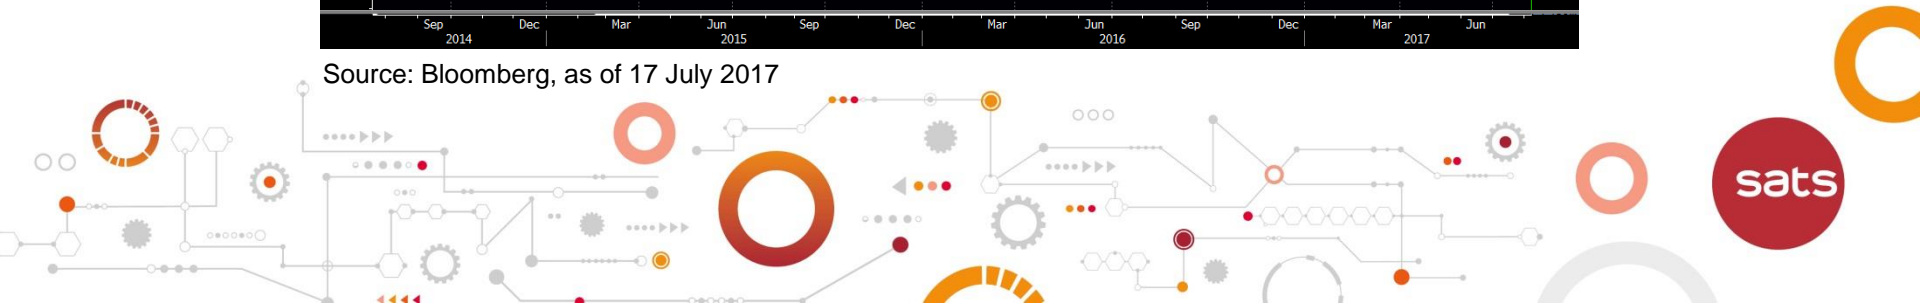 Sep Dec Mar Jun Sep Dec Mar Jun Sep Dec Mar Jun
2014 2015 2016 2017
Source: Bloomberg, as of 17 July 2017
sats